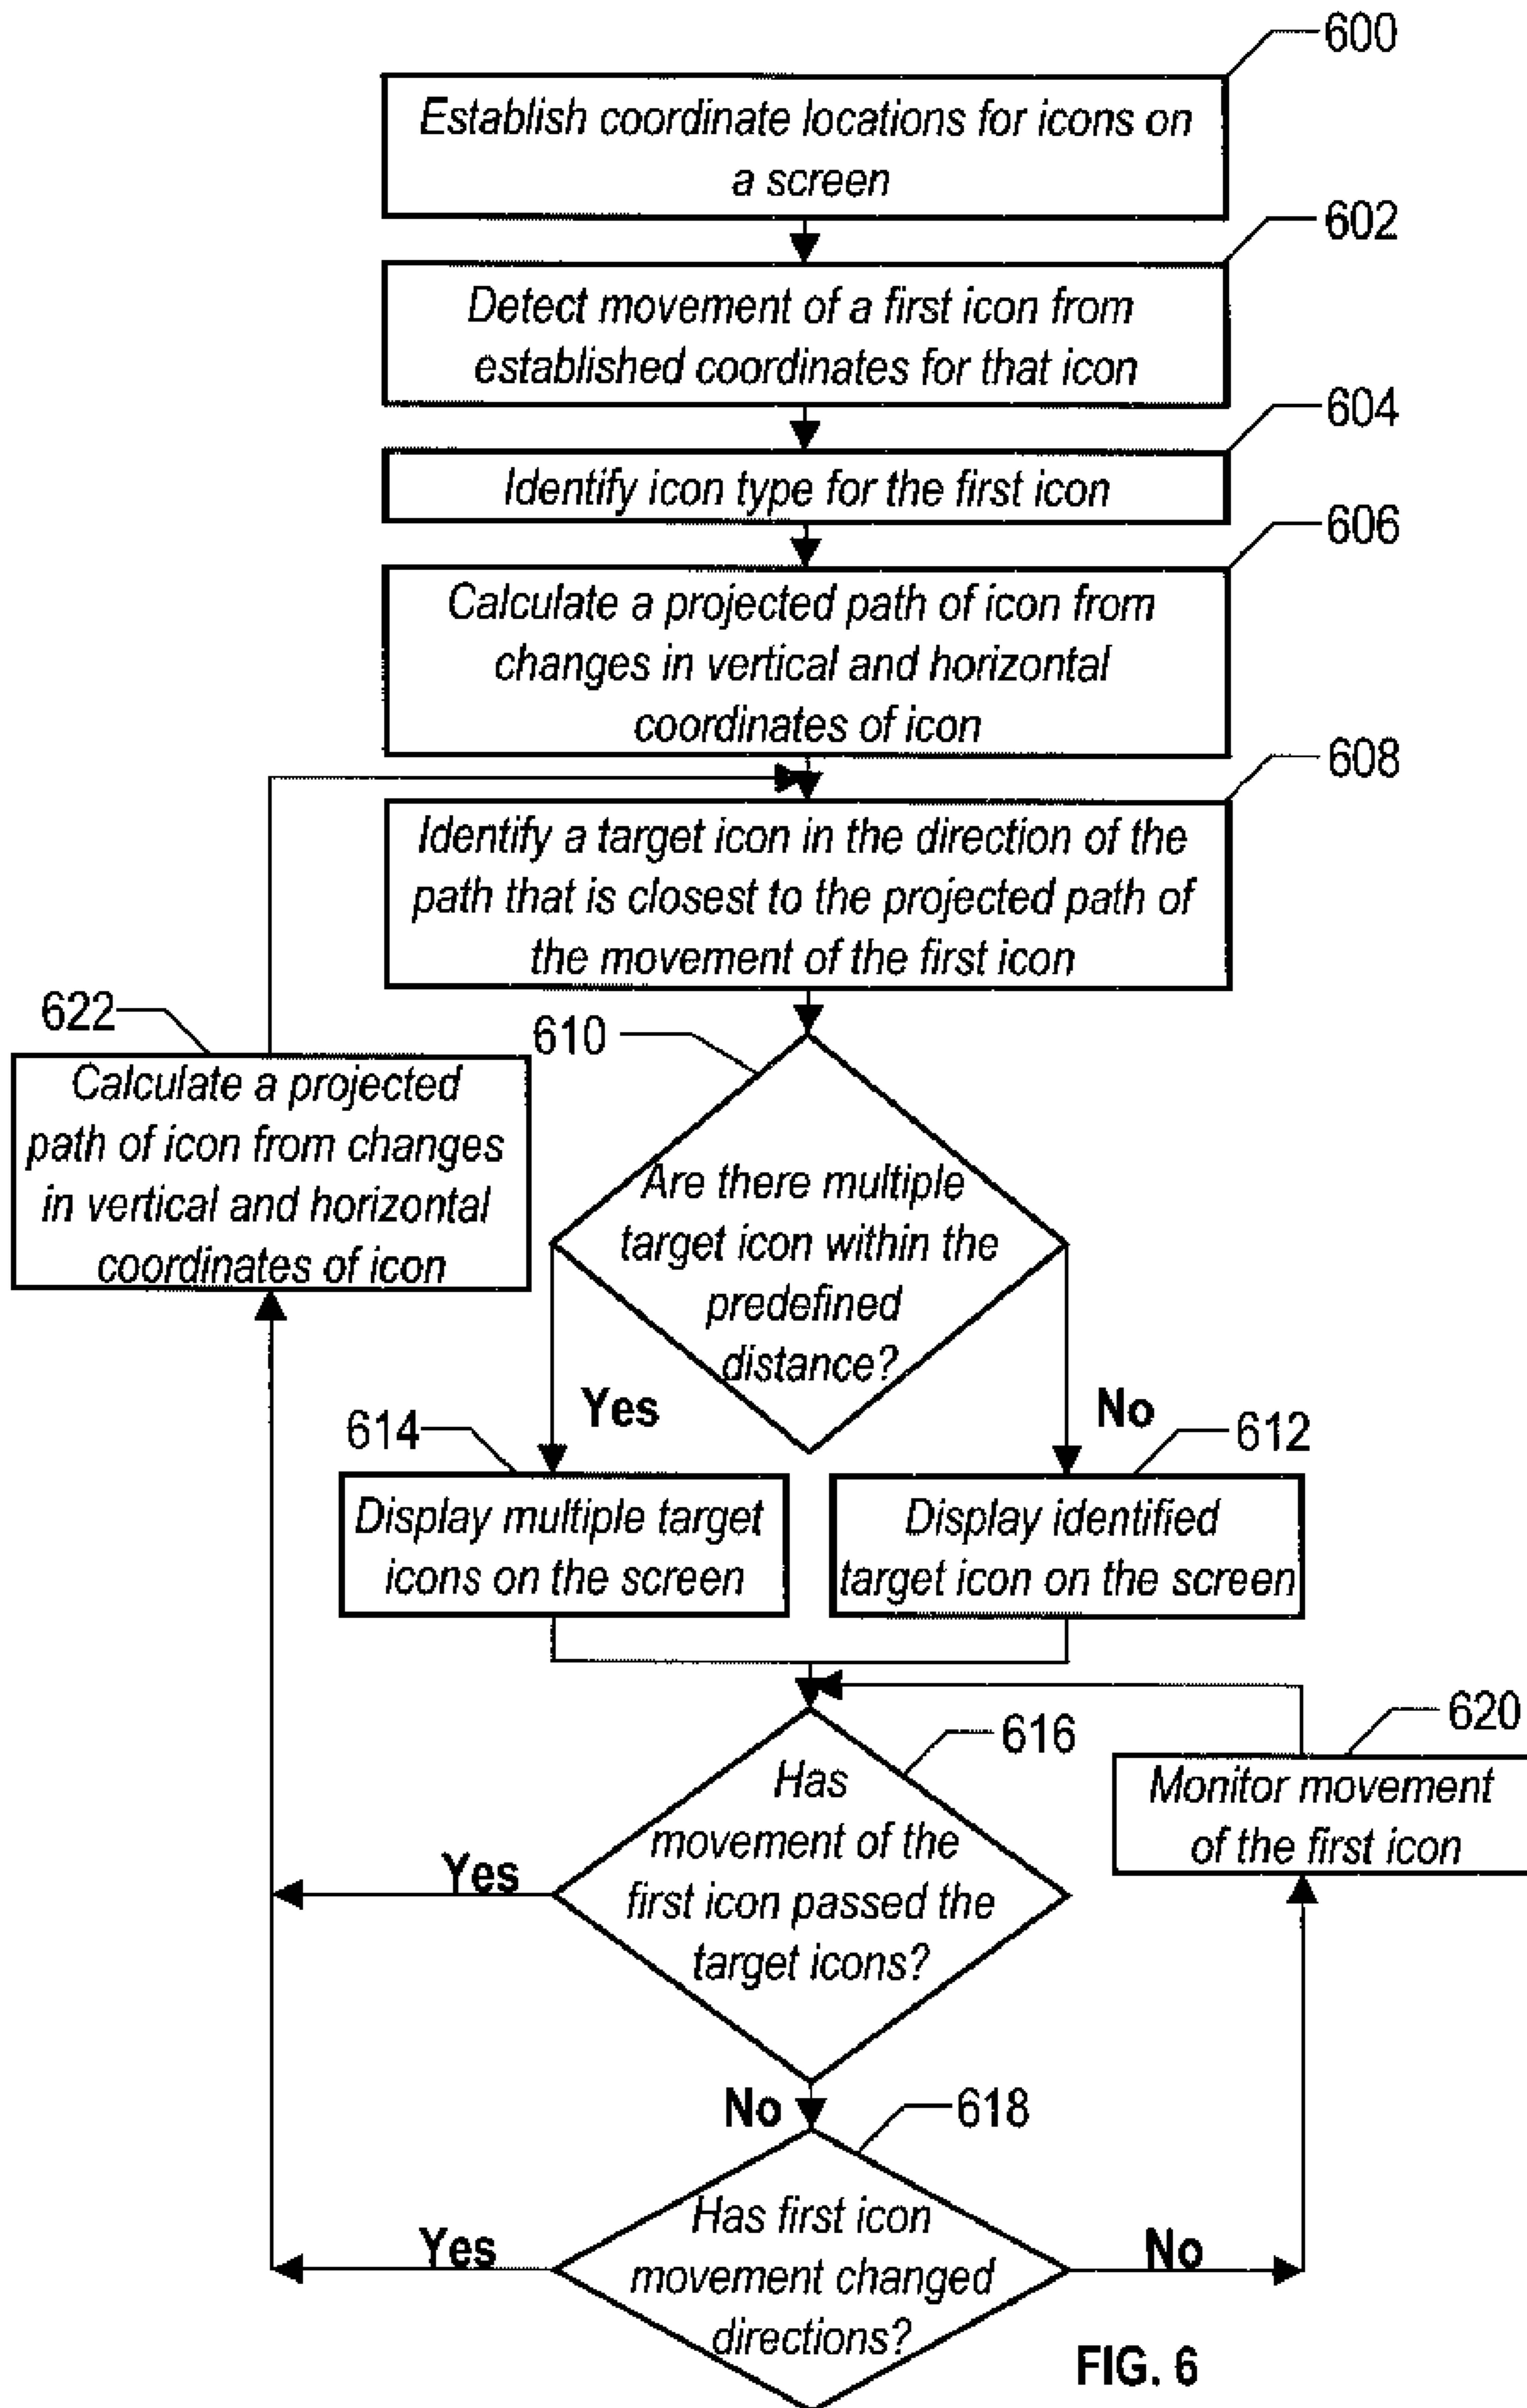 600
Establish coordinate locations for icons on
a screen
602
Detect movement of a first icon from
established coordinates for that icon
604
Identify icon type for the first icon
606
Calculate a projected path of icon from
changes in vertical and horizontal
coordinates of icon
608
Identify a target icon in the direction of the
path that is closest to the projected path of
the movement of the first icon
622
Calculate a projected
path of icon from changes
in vertical and horizontal
coordinates of icon
610
Are there multiple
target icon within the
predefined
distance?
Yes
No
614
Display multiple target
icons on the screen
612
Display identified
target icon on the screen
616
Has
movement of the
first icon passed the
target icons?
Yes
620
Monitor movement
of the first icon
No
618
Has first icon
movement changed
directions?
Yes
No
FIG. 6